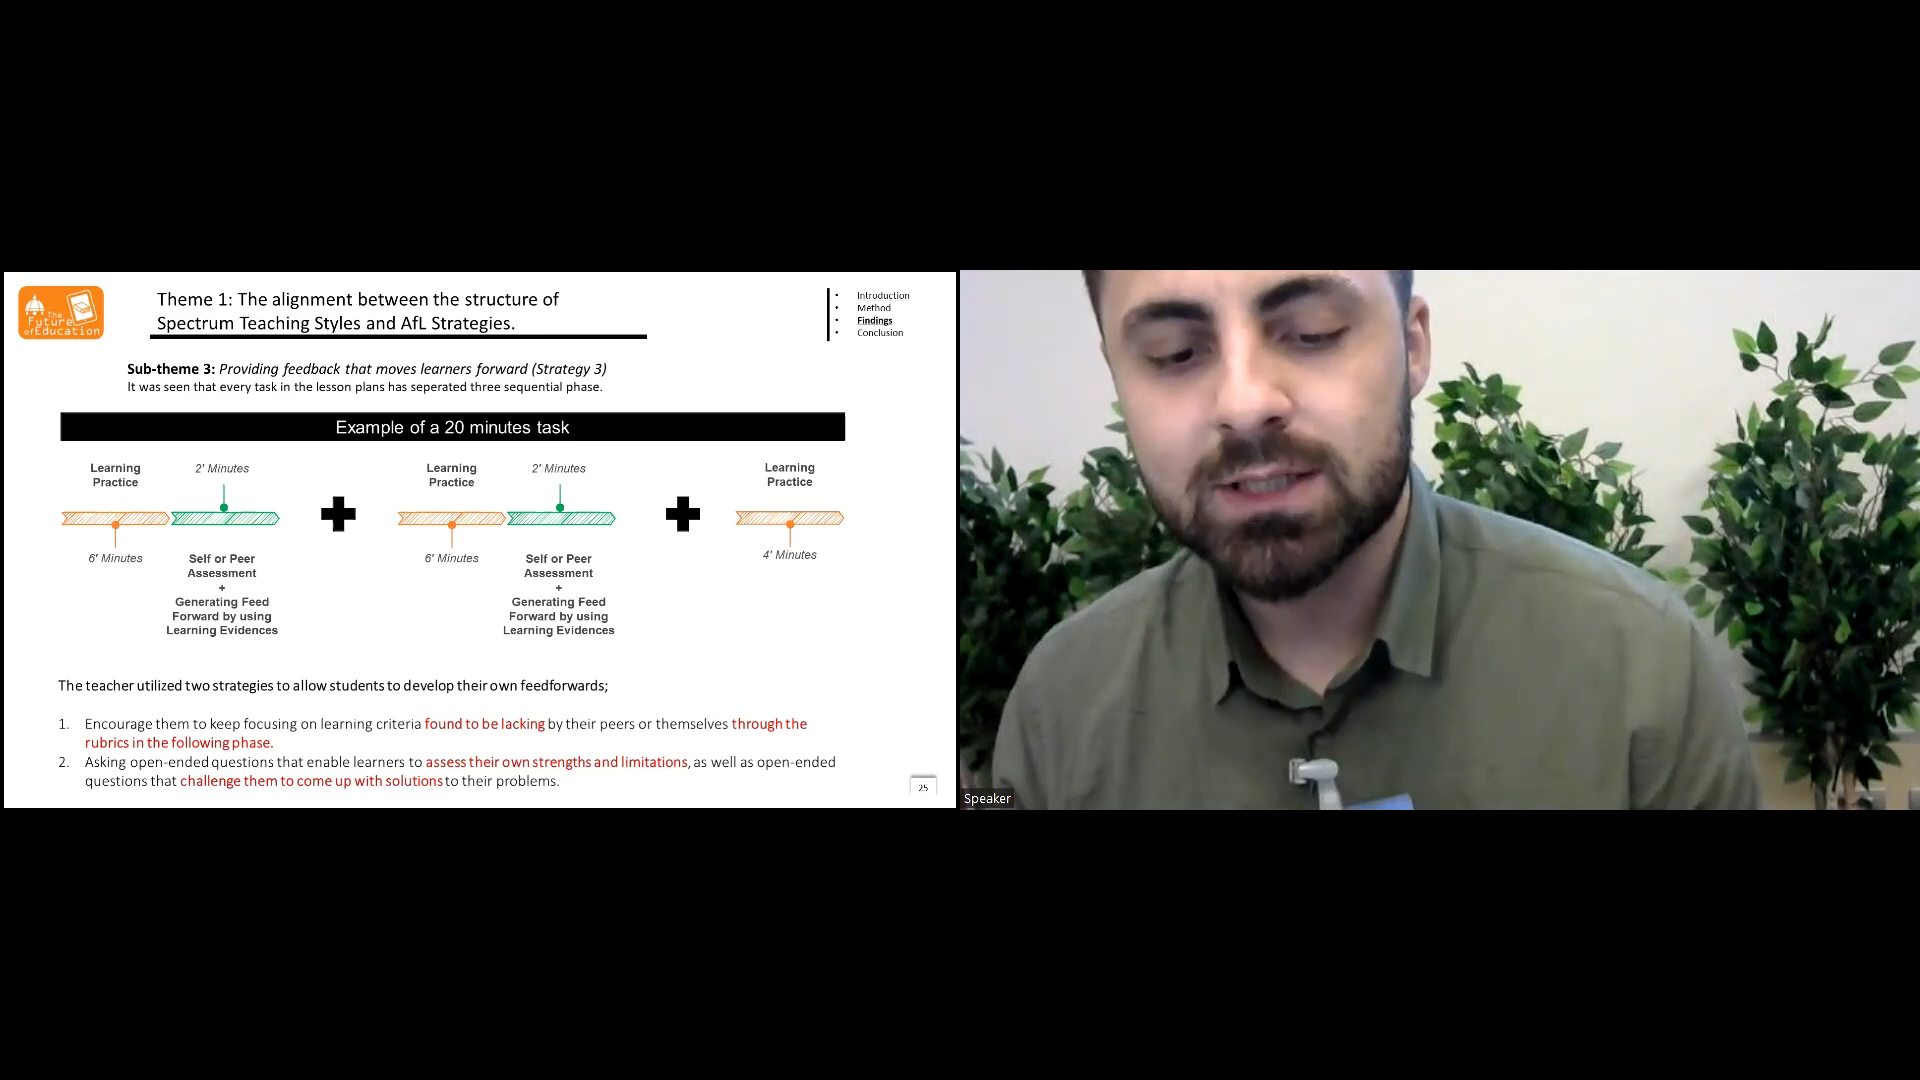 The
Future
of Education
Theme 1: The alignment between the structure of
Spectrum Teaching Styles and AfL Strategies.
• Introduction
• Method
• Findings
• Conclusion
Sub-theme 3: Providing feedback that moves learners forward (Strategy 3)
It was seen that every task in the lesson plans has seperated three sequential phase.
Example of a 20 minutes task
Learning
Practice
6' Minutes
2' Minutes
Self or Peer
Assessment
+
Generating Feed
Forward by using
Learning Evidences
Learning
Practice
6' Minutes
2' Minutes
Self or Peer
Assessment
+
Generating Feed
Forward by using
Learning Evidences
Learning
Practice
4' Minutes
The teacher utilized two strategies to allow students to develop their own feedforwards;
1. Encourage them to keep focusing on learning criteria found to be lacking by their peers or themselves through the
rubrics in the following phase.
2. Asking open-ended questions that enable learners to assess their own strengths and limitations, as well as open-ended
questions that challenge them to come up with solutions to their problems.
25
Speaker